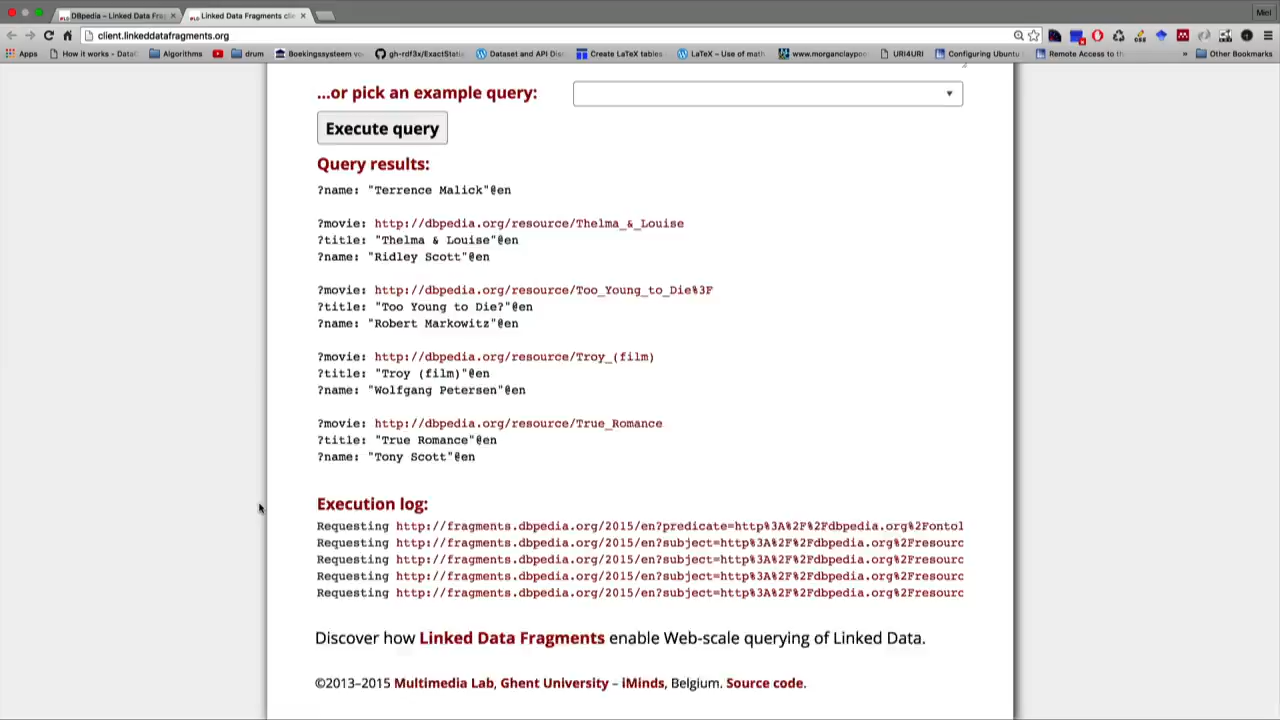 DBpedia – Linked Data Fra
Linked Data Fragments clie
Miel
client.linkeddatafragments.org
Apps
How it works - Data
Algorithms
drum
Boekingssysteem vo
gh-rdf3x/ExactStati
Dataset and API Dis
Create LaTeX tables
LaTeX – Use of math
www.morganclaypoo
URI4URI
Configuring Ubuntu
Remote Access to th
»
Other Bookmarks
...or pick an example query:
Execute query
Query results:
?name: "Terrence Malick"@en
?movie: http://dbpedia.org/resource/Thelma_&_Louise
?title: "Thelma & Louise"@en
?name: "Ridley Scott"@en
?movie: http://dbpedia.org/resource/Too_Young_to_Die%3F
?title: "Too Young to Die?"@en
?name: "Robert Markowitz"@en
?movie: http://dbpedia.org/resource/Troy_(film)
?title: "Troy (film)"@en
?name: "Wolfgang Petersen"@en
?movie: http://dbpedia.org/resource/True_Romance
?title: "True Romance"@en
?name: "Tony Scott"@en
Execution log:
Requesting http://fragments.dbpedia.org/2015/en?predicate=http%3A%2F%2Fdbpedia.org%2Fontol
Requesting http://fragments.dbpedia.org/2015/en?subject=http%3A%2F%2Fdbpedia.org%2Fresourc
Requesting http://fragments.dbpedia.org/2015/en?subject=http%3A%2F%2Fdbpedia.org%2Fresourc
Requesting http://fragments.dbpedia.org/2015/en?subject=http%3A%2F%2Fdbpedia.org%2Fresourc
Requesting http://fragments.dbpedia.org/2015/en?subject=http%3A%2F%2Fdbpedia.org%2Fresourc
Discover how Linked Data Fragments enable Web-scale querying of Linked Data.
©2013–2015 Multimedia Lab, Ghent University – iMinds, Belgium. Source code.